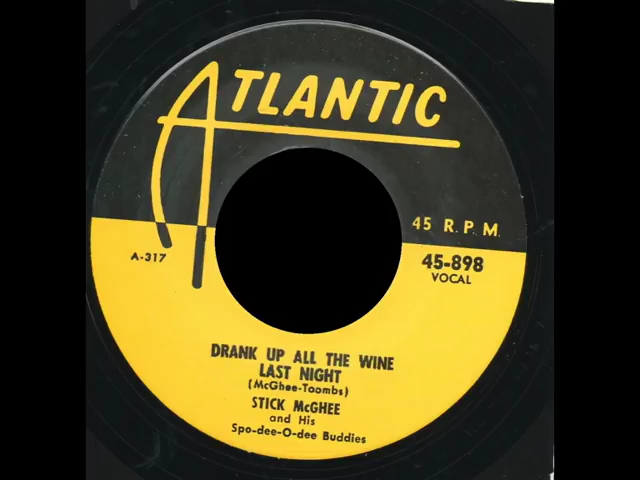 ATLANTIC
45 R.P.M.
A-317
45-898
VOCAL
DRANK UP ALL THE WINE
LAST NIGHT
(McGhee-Toombs)
STICK McGHEE
and His
Spo-dee-O-dee Buddies